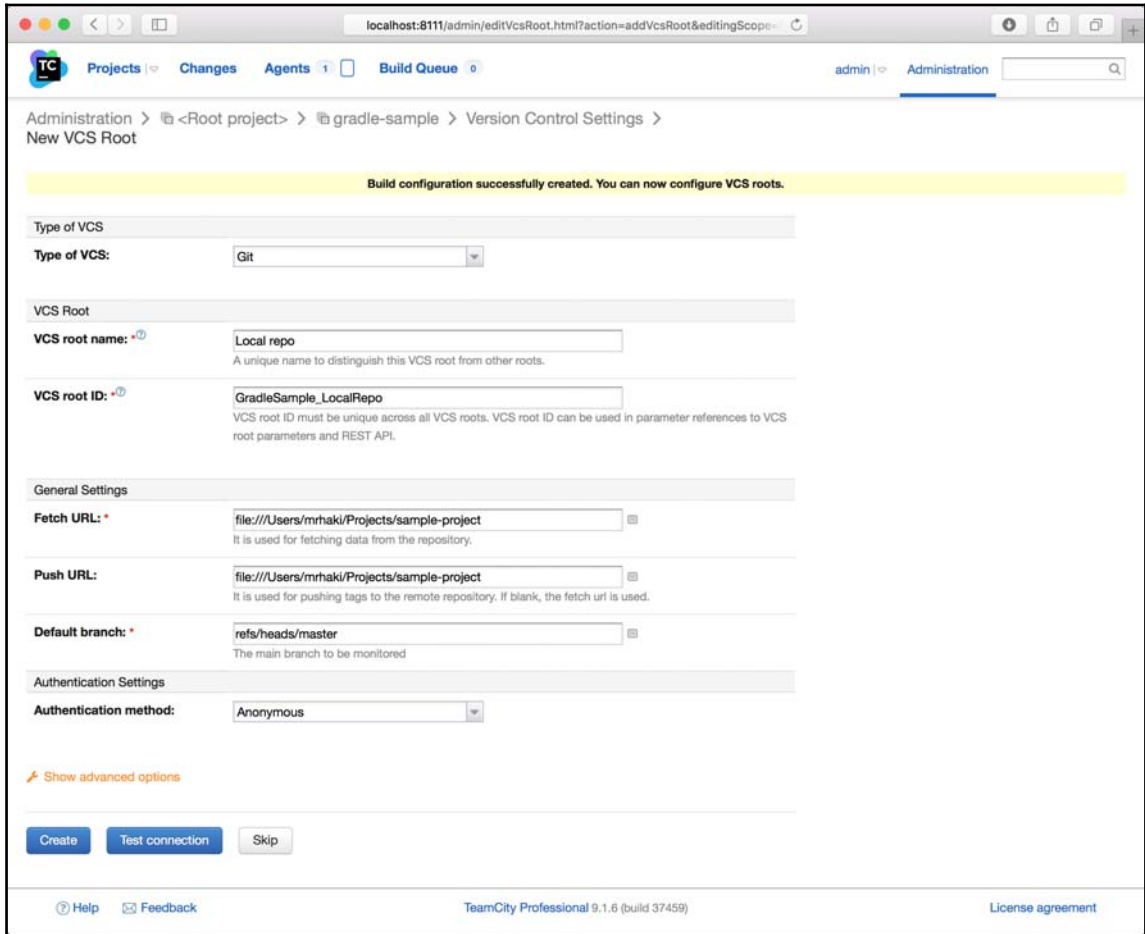 localhost:8111/admin/editVcsRoot.html?action=addVcsRoot&editingScope=
TC
Projects Changes Agents 1 Build Queue 0 admin Administration
Administration > <Root project> > gradle-sample > Version Control Settings >
New VCS Root
Build configuration successfully created. You can now configure VCS roots.
Type of VCS
Type of VCS: Git
VCS Root
VCS root name: * Local repo
A unique name to distinguish this VCS root from other roots.
VCS root ID: * GradleSample_LocalRepo
VCS root ID must be unique across all VCS roots. VCS root ID can be used in parameter references to VCS
root parameters and REST API.
General Settings
Fetch URL: * file:///Users/mrhaki/Projects/sample-project
It is used for fetching data from the repository.
Push URL: file:///Users/mrhaki/Projects/sample-project
It is used for pushing tags to the remote repository. If blank, the fetch url is used.
Default branch: * refs/heads/master
The main branch to be monitored
Authentication Settings
Authentication method: Anonymous
Show advanced options
Create Test connection Skip
? Help Feedback TeamCity Professional 9.1.6 (build 37459) License agreement